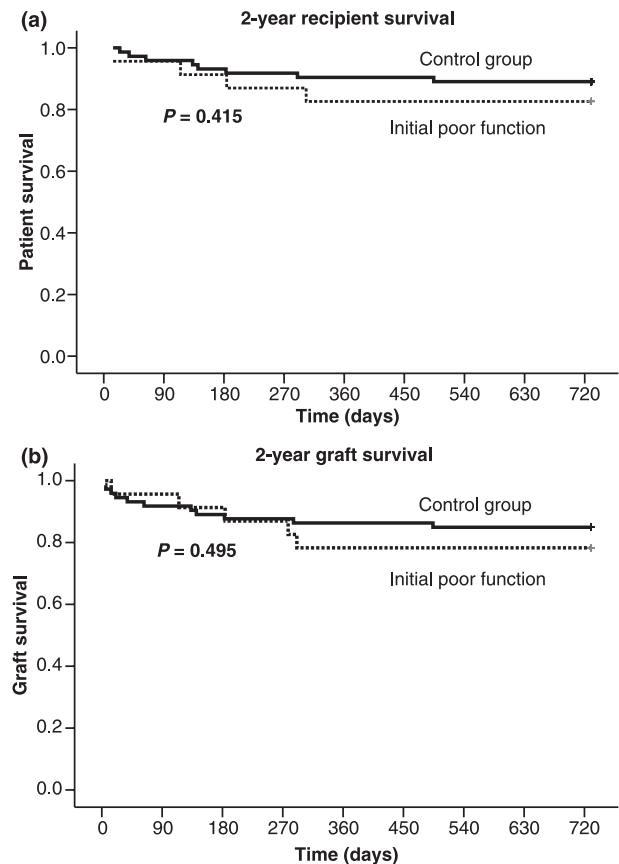 (a)
2-year recipient survival
1.0
0.8
0.6
0.4
0.2
0.0
Patient survival
Control group
P = 0.415
Initial poor function
0 90 180 270 360 450 540 630 720
Time (days)
(b)
2-year graft survival
1.0
0.8
0.6
0.4
0.2
0.0
Graft survival
Control group
P = 0.495
Initial poor function
0 90 180 270 360 450 540 630 720
Time (days)